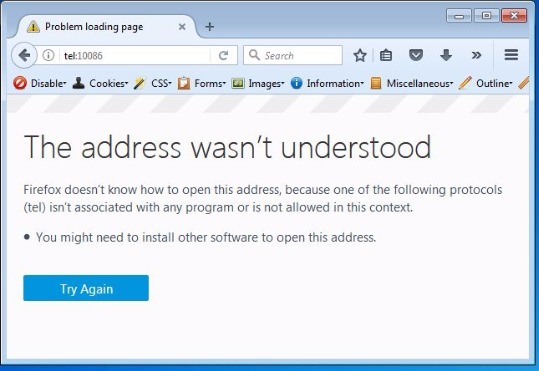 Problem loading page
tel:10086
Search
Disable Cookies CSS Forms Images Information Miscellaneous Outline
The address wasn’t understood
Firefox doesn’t know how to open this address, because one of the following protocols
(tel) isn’t associated with any program or is not allowed in this context.
• You might need to install other software to open this address.
Try Again